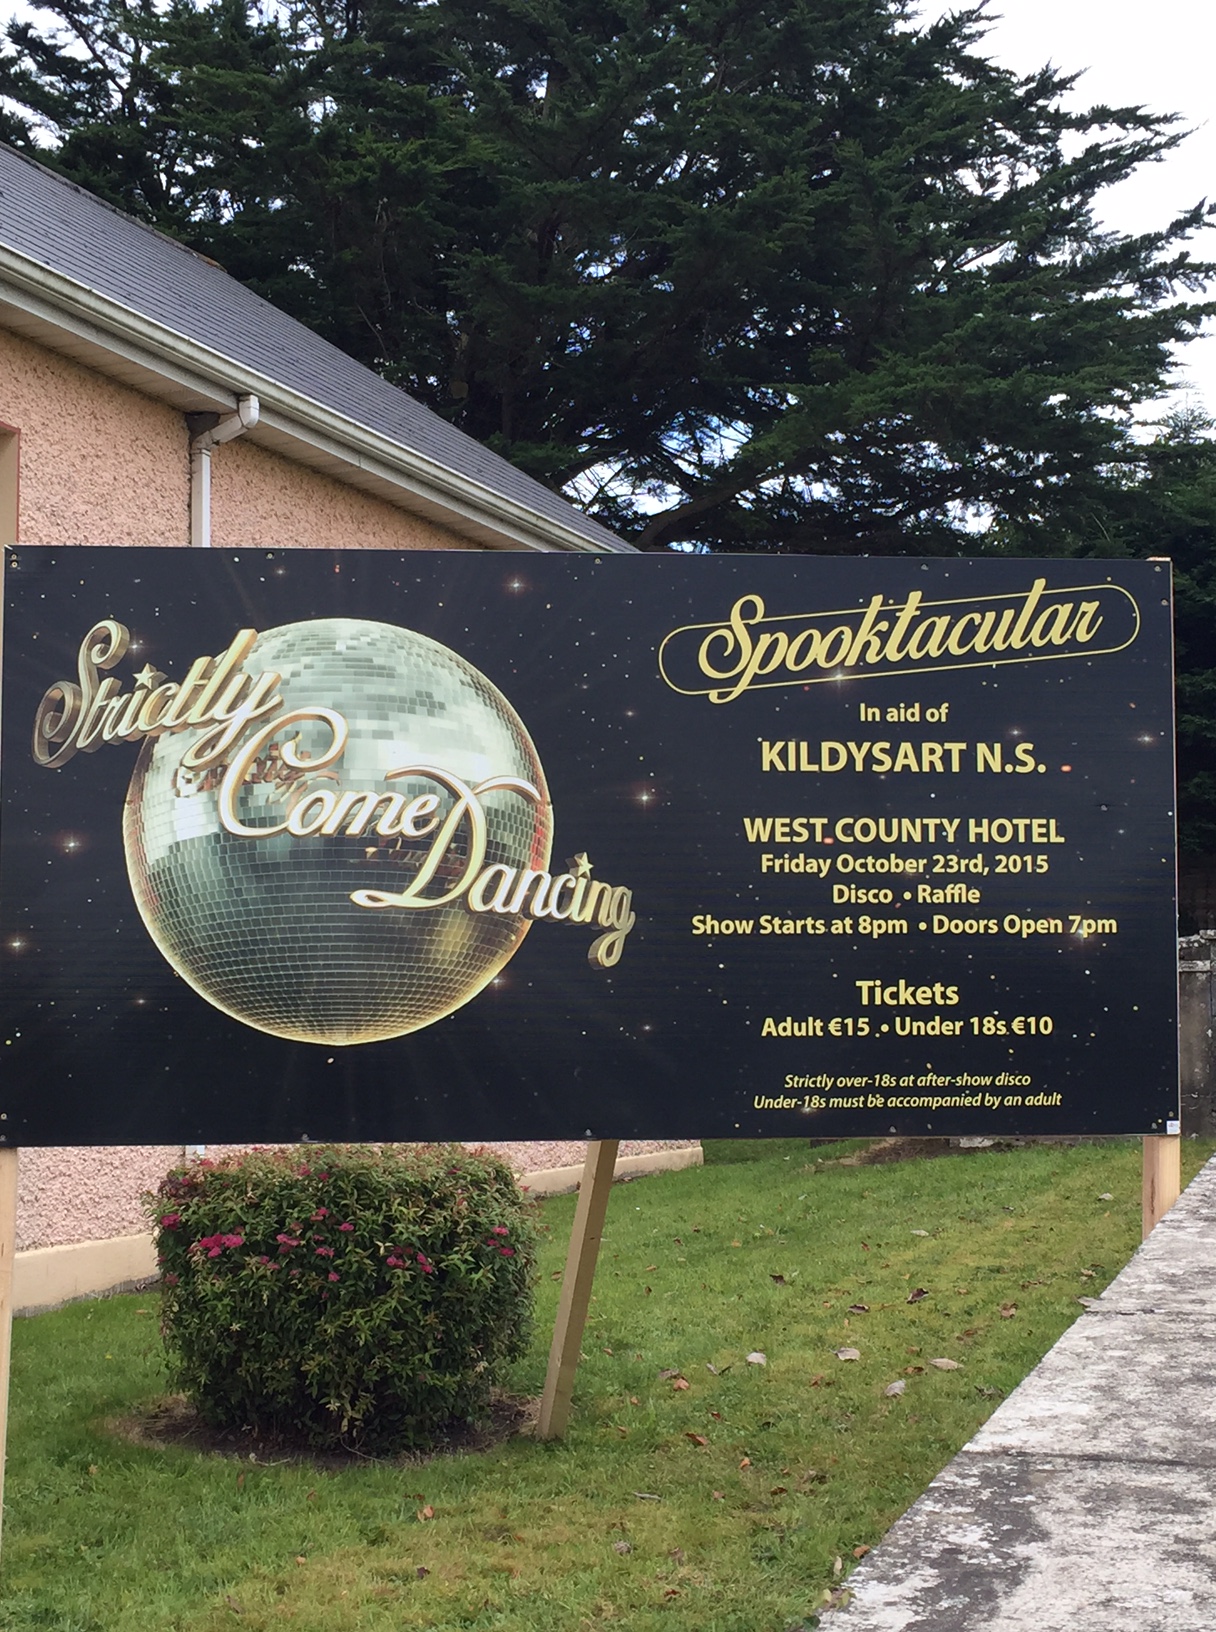 Strictly
Come
Dancing
Spooktacular
In aid of
KILDYSART N.S.
WEST COUNTY HOTEL
Friday October 23rd, 2015
Disco • Raffle
Show Starts at 8pm • Doors Open 7pm
Tickets
Adult €15 • Under 18s €10
Strictly over-18s at after-show disco
Under-18s must be accompanied by an adult